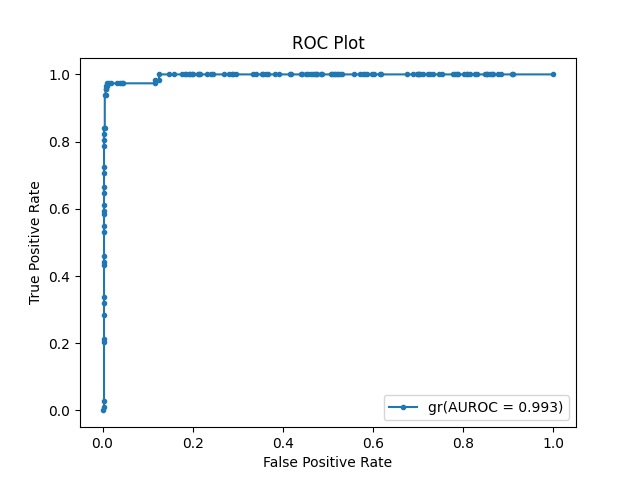 ROC Plot
1.0
0.8
0.6
0.4
0.2
0.0
True Positive Rate
gr(AUROC = 0.993)
0.0 0.2 0.4 0.6 0.8 1.0
False Positive Rate